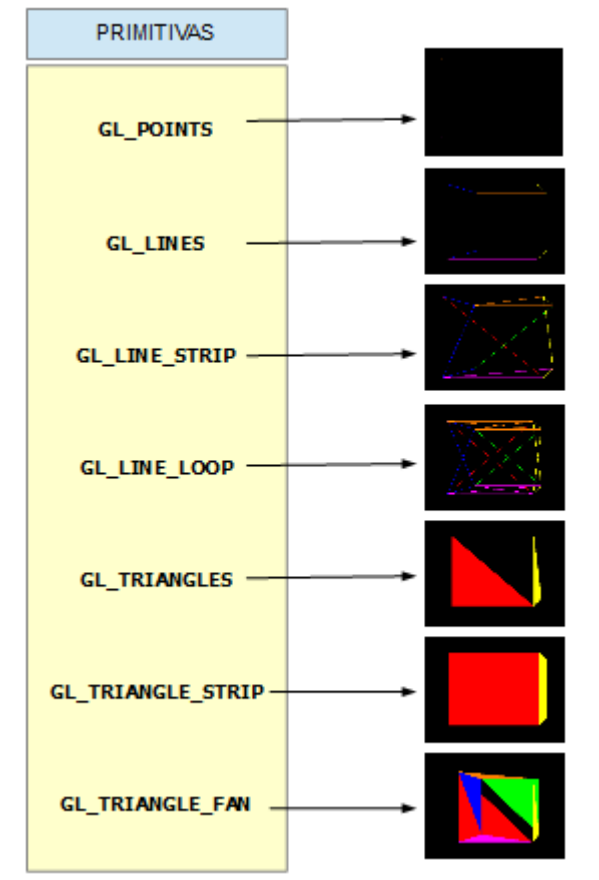 PRIMITIVAS
GL_POINTS
GL_LINES
GL_LINE_STRIP
GL_LINE_LOOP
GL_TRIANGLES
GL_TRIANGLE_STRIP
GL_TRIANGLE_FAN